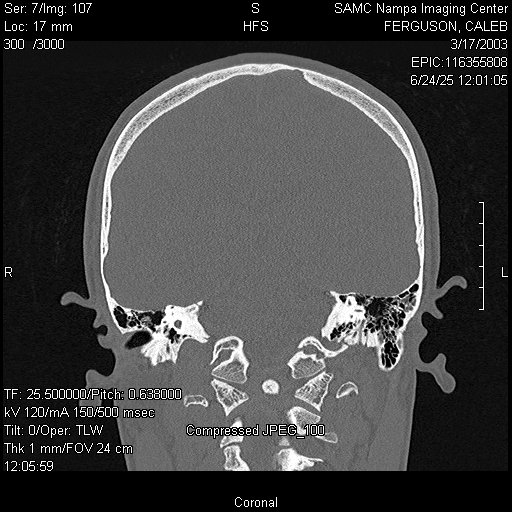 Ser: 7/Img: 107
Loc: 17 mm
300 /3000
S
HFS
SAMC Nampa Imaging Center
FERGUSON, CALEB
3/17/2003
EPIC:116355808
6/24/25 12:01:05
R
L
TF: 25.500000/Pitch: 0.638000
kV 120/mA 150/500 msec
Tilt: 0/Oper: TLW
Thk 1 mm/FOV 24 cm
12:05:59
Compressed JPEG_100
Coronal